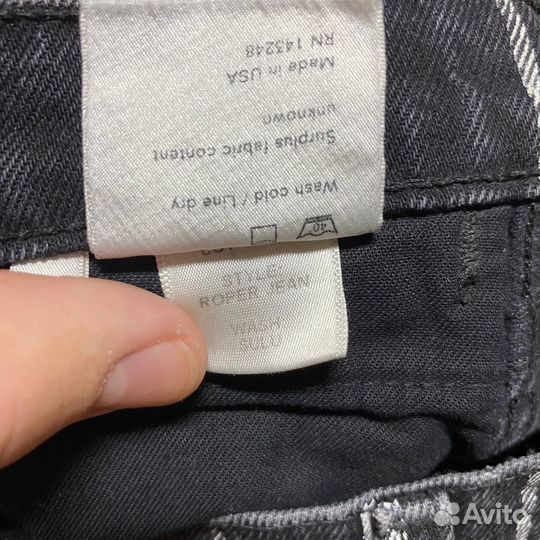 Wash cold / Line dry
Surplus fabric content
unknown
Made in USA
RN 143248
40
STYLE:
ROPER JEAN
WASH
SULU
Avito